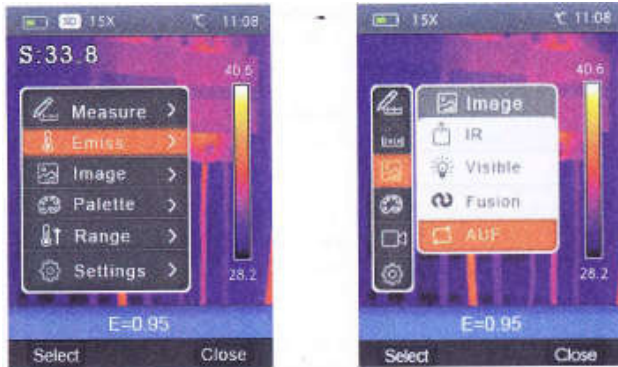 15X ℃ 11:08
S:33.8
40.6
Measure >
Emiss >
Image >
Palette >
Range >
Settings >
28.2
E=0.95
Select Close
15X ℃ 11:08
40.6
Image
IR
Visible
Fusion
AUF
28.2
E=0.95
Select Close